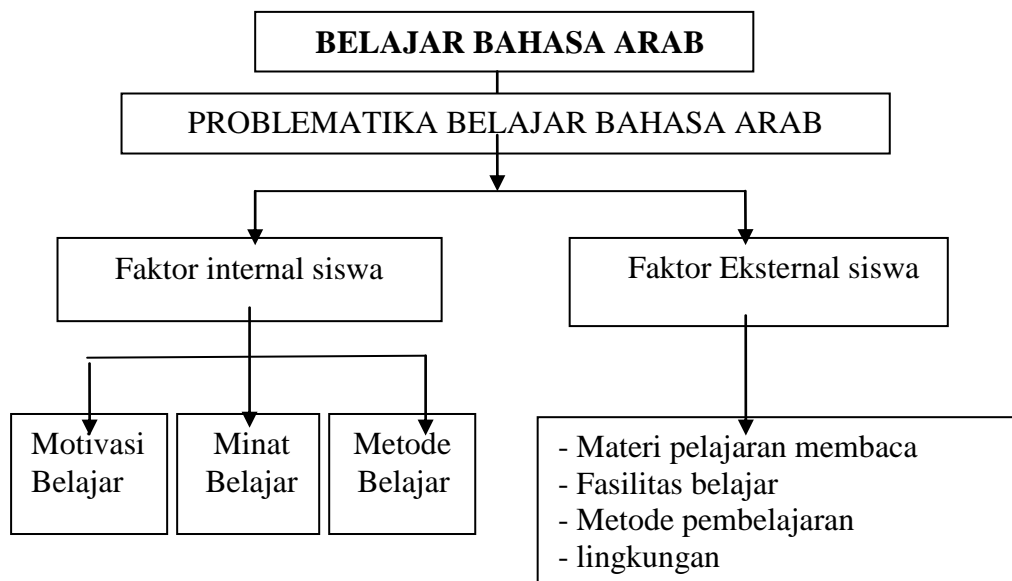 BELAJAR BAHASA ARAB
PROBLEMATIKA BELAJAR BAHASA ARAB
Faktor internal siswa
Faktor Eksternal siswa
Motivasi
Belajar
Minat
Belajar
Metode
Belajar
- Materi pelajaran membaca
- Fasilitas belajar
- Metode pembelajaran
- lingkungan